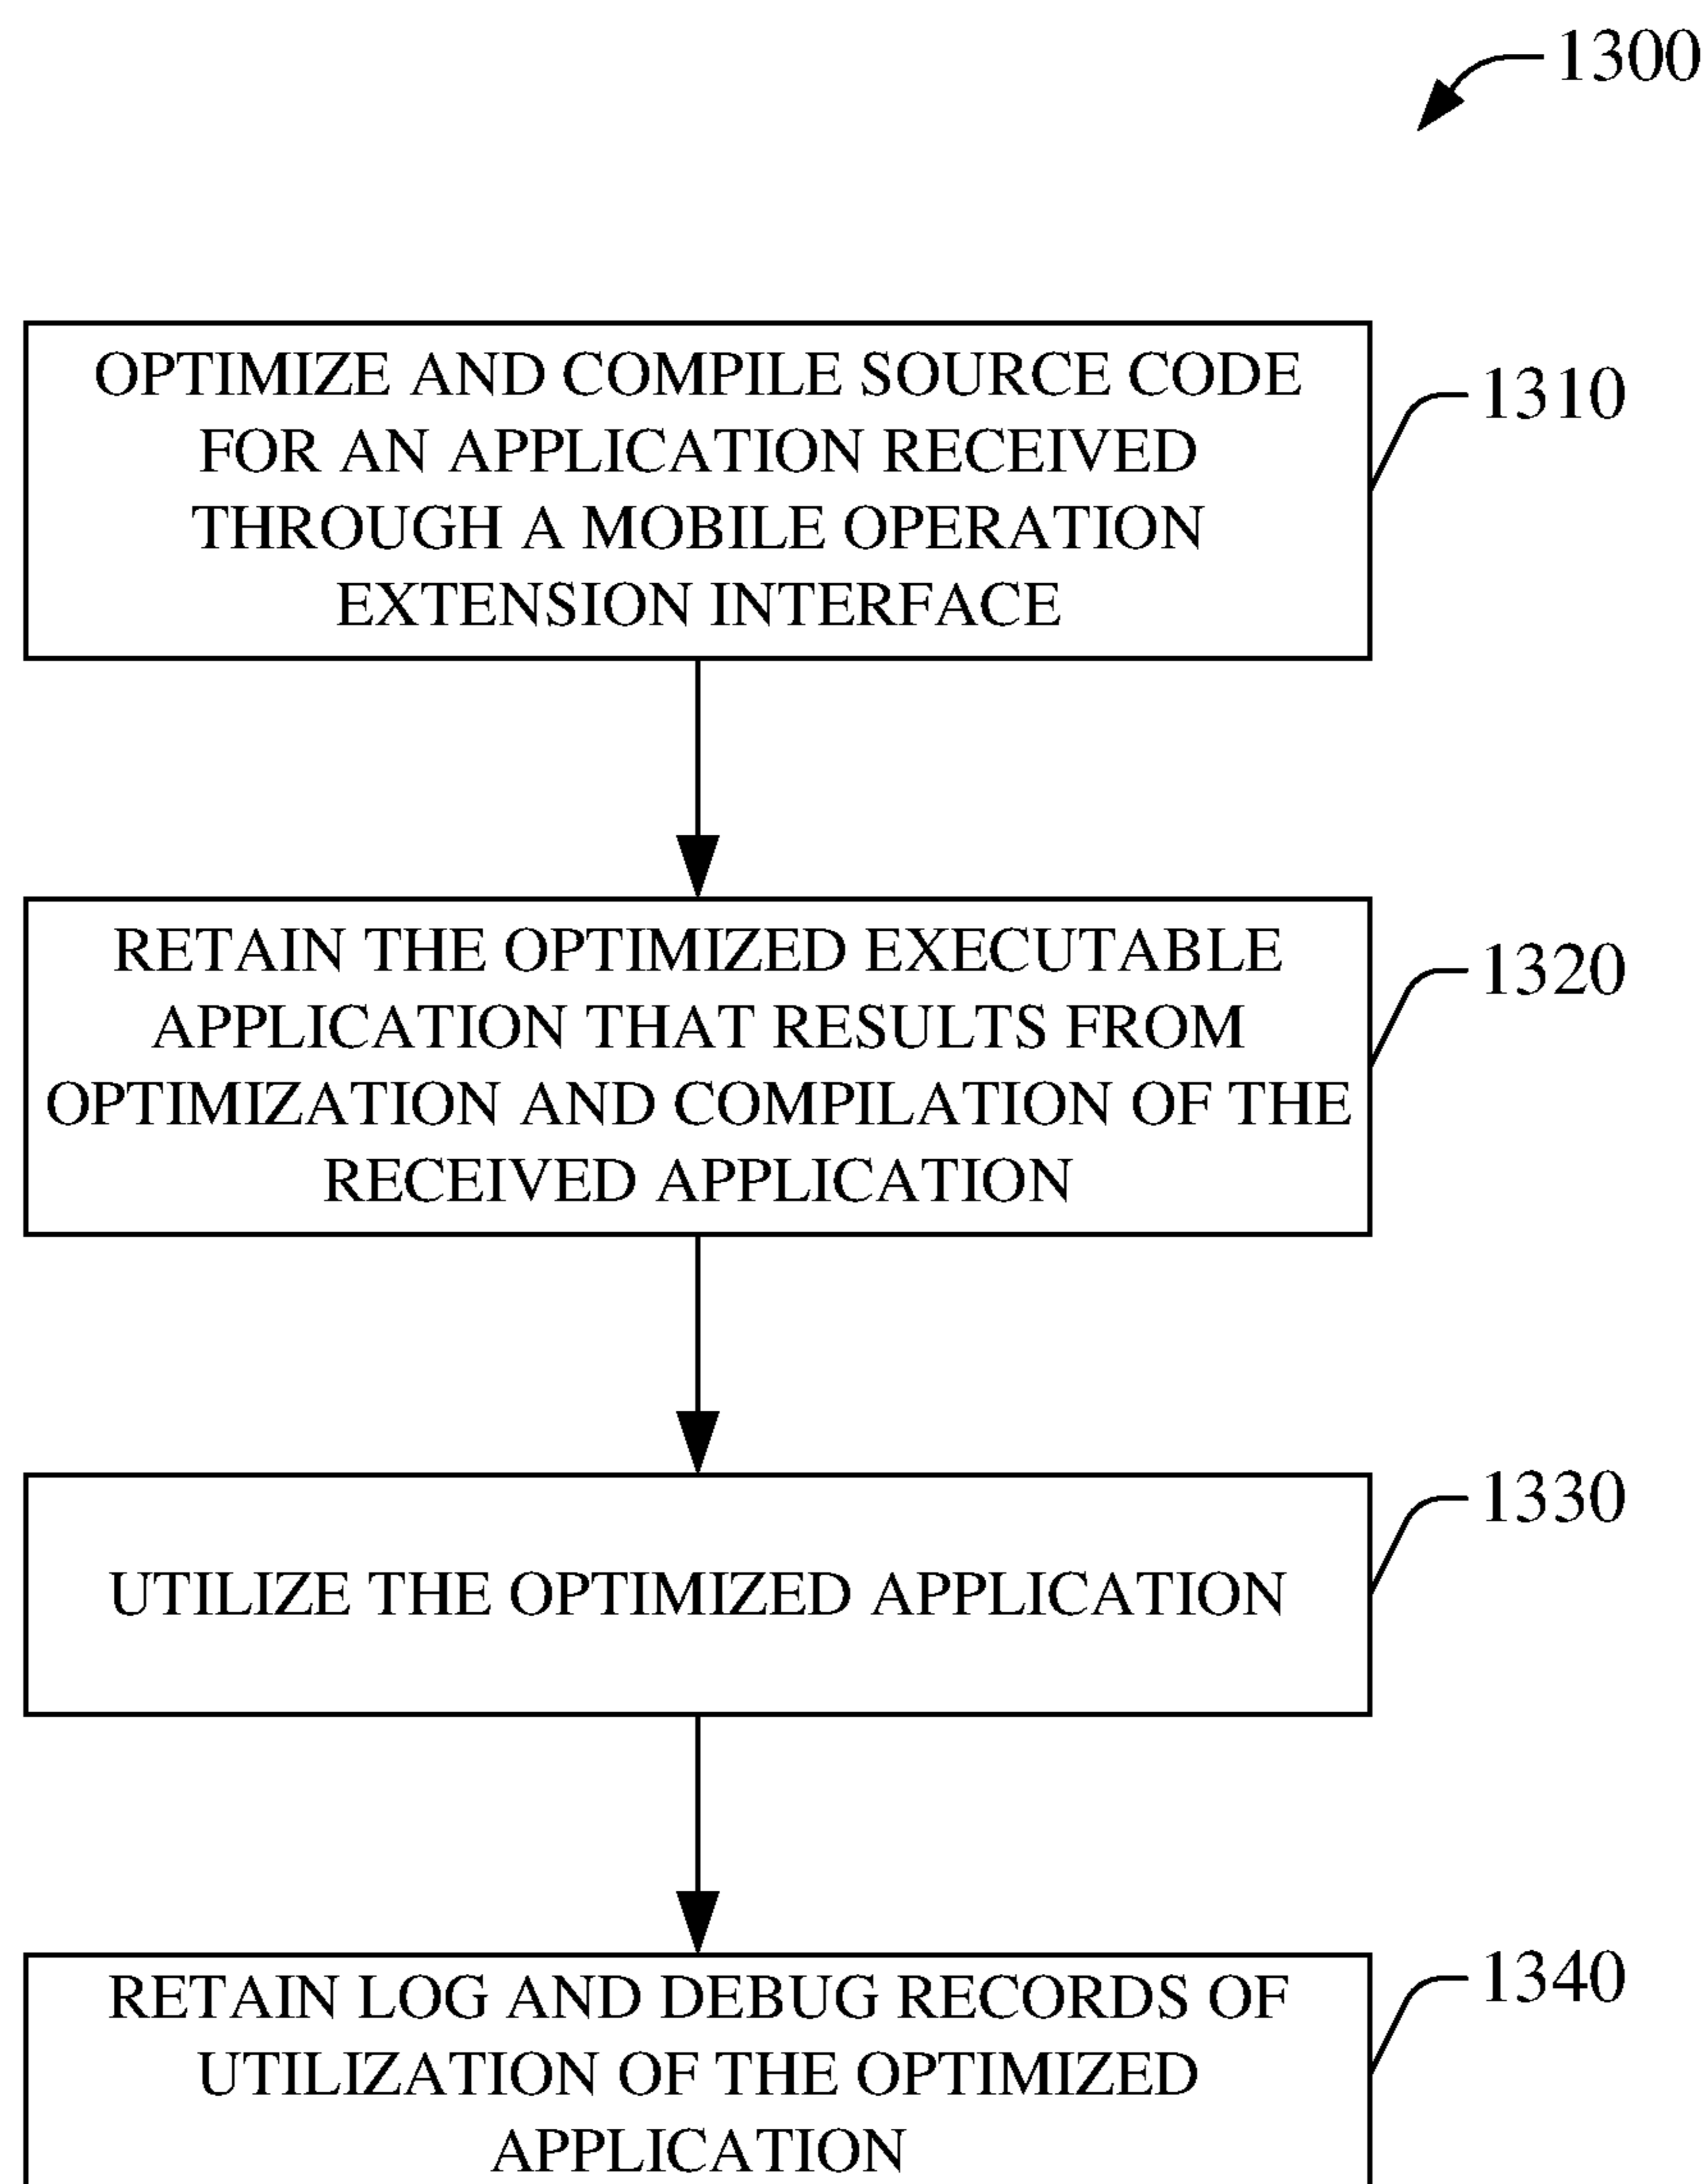 1300
OPTIMIZE AND COMPILE SOURCE CODE
FOR AN APPLICATION RECEIVED
THROUGH A MOBILE OPERATION
EXTENSION INTERFACE
1310
RETAIN THE OPTIMIZED EXECUTABLE
APPLICATION THAT RESULTS FROM
OPTIMIZATION AND COMPILATION OF THE
RECEIVED APPLICATION
1320
UTILIZE THE OPTIMIZED APPLICATION
1330
RETAIN LOG AND DEBUG RECORDS OF
UTILIZATION OF THE OPTIMIZED
APPLICATION
1340